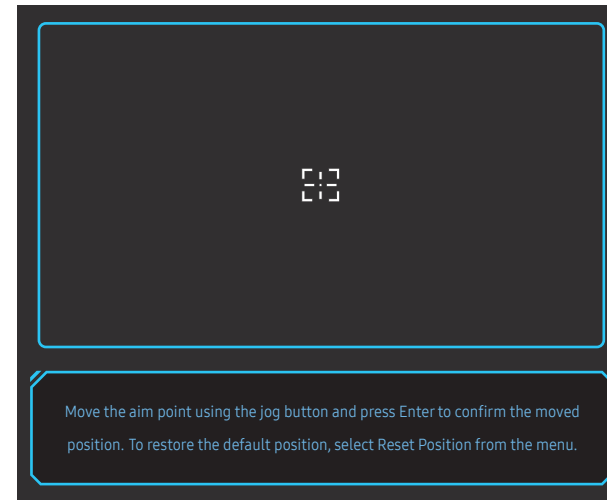 Move the aim point using the jog button and press Enter to confirm the moved
position. To restore the default position, select Reset Position from the menu.